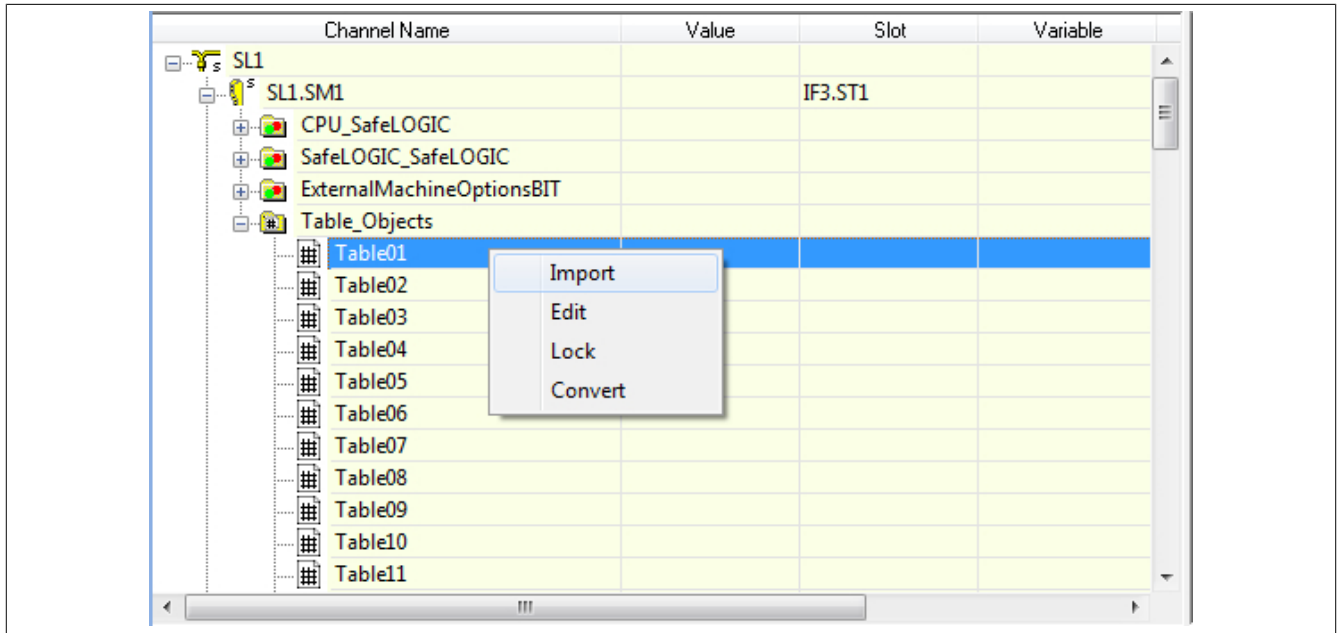 Channel Name Value Slot Variable
SL1
SL1.SM1 IF3.ST1
CPU_SafeLOGIC
SafeLOGIC_SafeLOGIC
ExternalMachineOptionsBIT
Table_Objects
Table01
Import
Table02
Edit
Table03
Lock
Table04
Table05
Convert
Table06
Table07
Table08
Table09
Table10
Table11